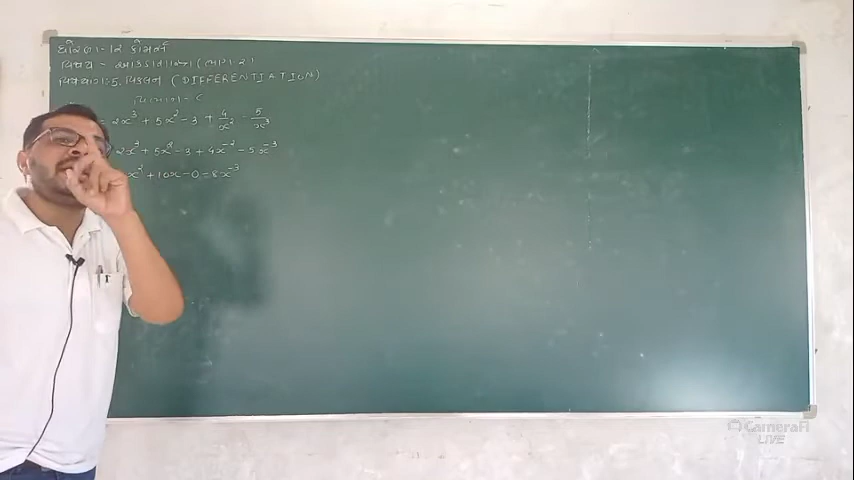 ધોરણ-12 કોમર્સ
વિષય - આંકડાશાસ્ત્ર (ભાગ-2)
5. વિકલન (DIFFERENTIATION)
વિભાગ-
= 2x³ + 5x² - 3 + 4/x² - 5/x³
2x³ + 5x² - 3 + 4x⁻² - 5x⁻³
x² + 10x - 0 - 8x⁻³
CameraFi
LIVE